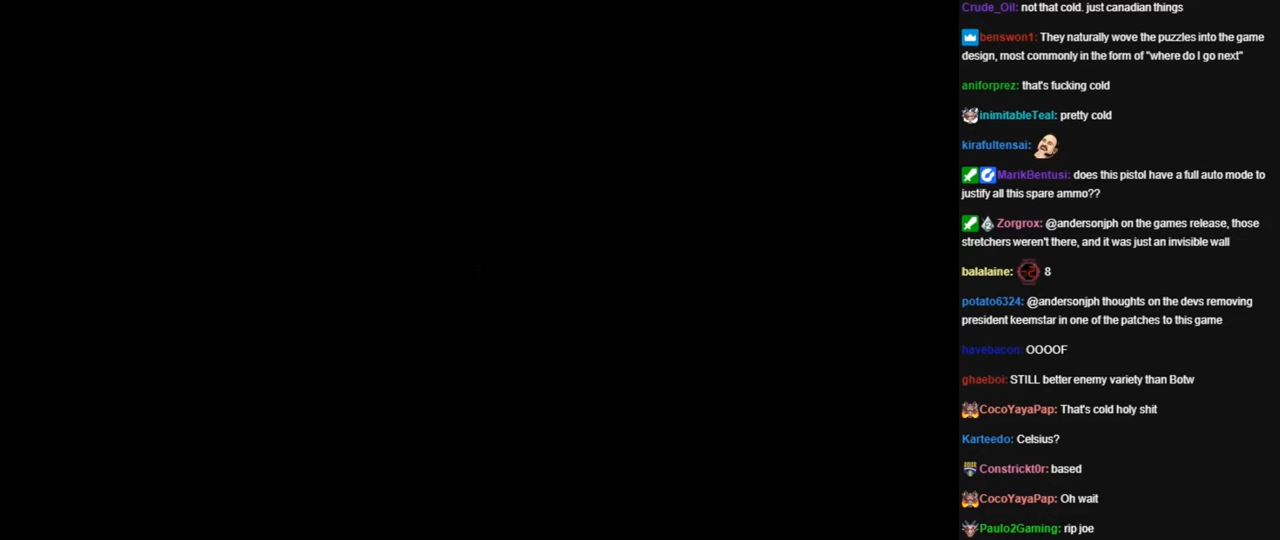 Crude_Oil: not that cold. just canadian things
benswon1: They naturally wove the puzzles into the game
design, most commonly in the form of "where do I go next"
aniforprez: that's fucking cold
inimitableTeal: pretty cold
kirafultensai:
MarikBentusi: does this pistol have a full auto mode to
justify all this spare ammo??
Zorgrox: @andersonjph on the games release, those
stretchers weren't there, and it was just an invisible wall
balalaine: -2 8
potato6324: @andersonjph thoughts on the devs removing
president keemstar in one of the patches to this game
havebacon: OOOOF
ghaeboi: STILL better enemy variety than Botw
CocoYayaPap: That's cold holy shit
Karteedo: Celsius?
Constrickt0r: based
CocoYayaPap: Oh wait
Paulo2Gaming: rip joe